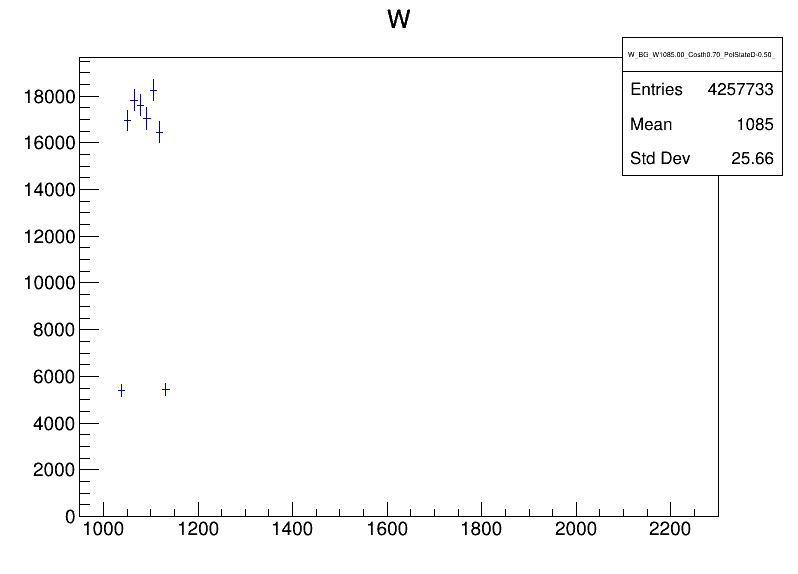 W
W_BG_W1085.00_Costh0.70_PolStateD-0.50_
Entries 4257733
Mean 1085
Std Dev 25.66
18000
16000
14000
12000
10000
8000
6000
4000
2000
0
1000 1200 1400 1600 1800 2000 2200